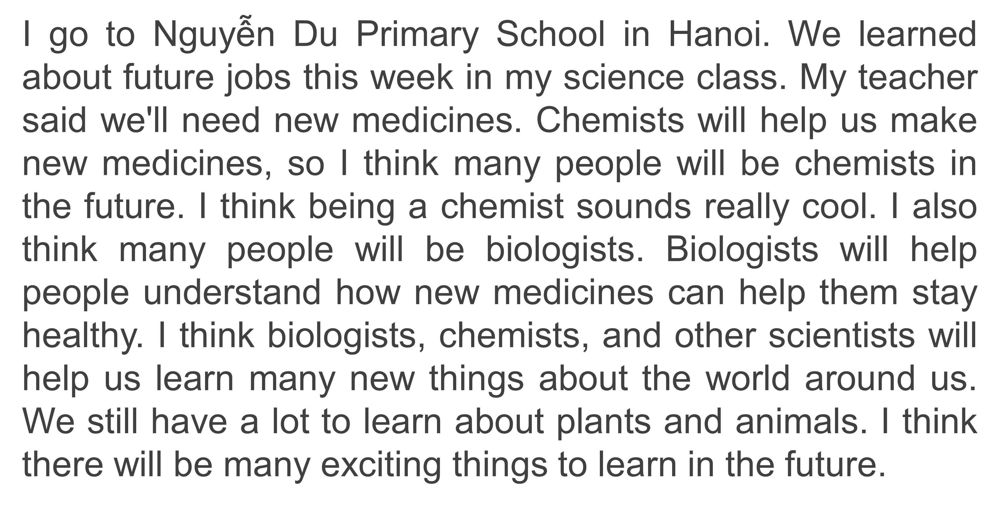 I go to Nguyễn Du Primary School in Hanoi. We learned
about future jobs this week in my science class. My teacher
said we'll need new medicines. Chemists will help us make
new medicines, so I think many people will be chemists in
the future. I think being a chemist sounds really cool. I also
think many people will be biologists. Biologists will help
people understand how new medicines can help them stay
healthy. I think biologists, chemists, and other scientists will
help us learn many new things about the world around us.
We still have a lot to learn about plants and animals. I think
there will be many exciting things to learn in the future.